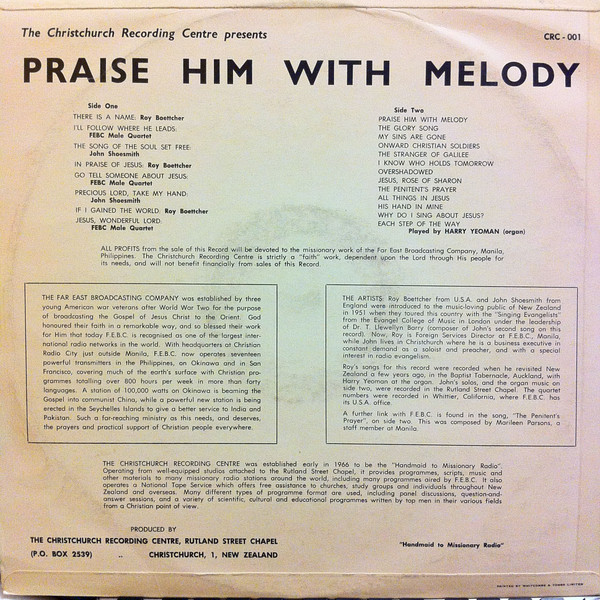 The Christchurch Recording Centre presents
CRC - 001
PRAISE HIM WITH MELODY
Side One
THERE IS A NAME: Roy Boettcher
I'LL FOLLOW WHERE HE LEADS:
FEBC Male Quartet
THE SONG OF THE SOUL SET FREE:
John Shoesmith
IN PRAISE OF JESUS: Roy Boettcher
GO TELL SOMEONE ABOUT JESUS:
FEBC Male Quartet
PRECIOUS LORD, TAKE MY HAND:
John Shoesmith
IF I GAINED THE WORLD: Roy Boettcher
JESUS, WONDERFUL LORD:
FEBC Male Quartet
Side Two
PRAISE HIM WITH MELODY
THE GLORY SONG
MY SINS ARE GONE
ONWARD CHRISTIAN SOLDIERS
THE STRANGER OF GALILEE
I KNOW WHO HOLDS TOMORROW
OVERSHADOWED
JESUS, ROSE OF SHARON
THE PENITENT'S PRAYER
ALL THINGS IN JESUS
HIS HAND IN MINE
WHY DO I SING ABOUT JESUS?
EACH STEP OF THE WAY
Played by HARRY YEOMAN (organ)
ALL PROFITS from the sale of this Record will be devoted to the missionary work of the Far East Broadcasting Company, Manila,
Philippines. The Christchurch Recording Centre is strictly a "faith" work, dependent upon the Lord through His people for
its needs, and will not benefit financially from sales of this Record.
THE FAR EAST BROADCASTING COMPANY was established by three
young American war veterans after World War Two for the purpose
of broadcasting the Gospel of Jesus Christ to the Orient. God
honoured their faith in a remarkable way, and so blessed their work
for Him that today F.E.B.C. is recognised as one of the largest inter-
national radio networks in the world. With headquarters at Christian
Radio City just outside Manila, F.E.B.C. now operates seventeen
powerful transmitters in the Philippines, on Okinawa and in San
Francisco, covering much of the earth's surface with Christian pro-
grammes totalling over 800 hours per week in more than forty
languages. A station of 100,000 watts on Okinawa is beaming the
Gospel into communist China, while a powerful new station is being
erected in the Seychelles Islands to give a better service to India and
Pakistan. Such a far-reaching ministry as this needs, and deserves,
the prayers and practical support of Christian people everywhere.
THE ARTISTS: Roy Boettcher from U.S.A. and John Shoesmith from
England were introduced to the music-loving public of New Zealand
in 1951 when they toured this country with the "Singing Evangelists"
from the Evangel College of Music in London under the leadership
of Dr. T. Llewellyn Barry (composer of John's second song on this
record). Now, Roy is Foreign Services Director at F.E.B.C., Manila,
while John lives in Christchurch where he is a business executive in
constant demand as a soloist and preacher, and with a special
interest in radio evangelism.
Roy's songs for this record were recorded when he revisited New
Zealand a few years ago, in the Baptist Tabernacle, Auckland, with
Harry Yeoman at the organ. John's solos, and the organ music on
side two, were recorded in the Rutland Street Chapel. The quartet
numbers were recorded in Whittier, California, where F.E.B.C. has
its U.S.A. office.
A further link with F.E.B.C. is found in the song, "The Penitent's
Prayer", on side two. This was composed by Marileen Parsons, a
staff member at Manila.
THE CHRISTCHURCH RECORDING CENTRE was established early in 1966 to be the "Handmaid to Missionary Radio".
Operating from well-equipped studios attached to the Rutland Street Chapel, it provides programmes, scripts, music and
other materials to many missionary radio stations around the world, including many programmes aired by F.E.B.C. It also
operates a National Tape Service which offers free assistance to churches, study groups and individuals throughout New
Zealand and overseas. Many different types of programme format are used, including panel discussions, question-and-
answer sessions, and a variety of scientific, cultural and educational programmes written by top men in their various fields
from a Christian point of view.
PRODUCED BY
THE CHRISTCHURCH RECORDING CENTRE, RUTLAND STREET CHAPEL
(P.O. BOX 2539) .. CHRISTCHURCH, 1, NEW ZEALAND
"Handmaid to Missionary Radio"
PRINTED BY WHITCOMBE & TOMBS LIMITED